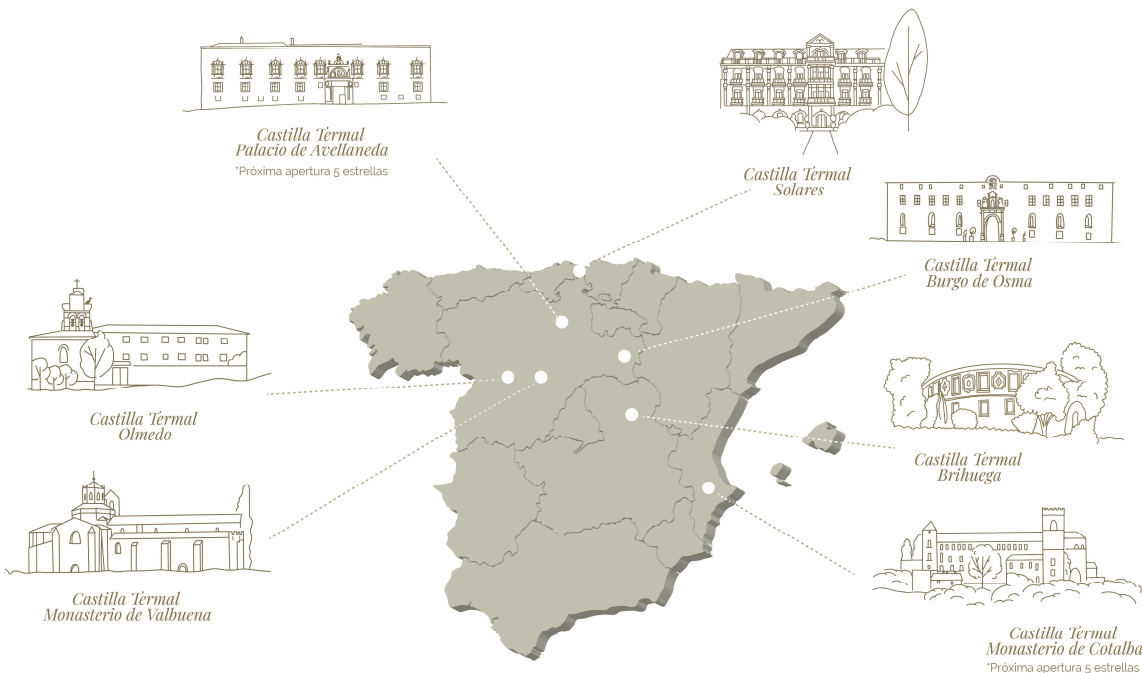 Castilla Termal
Palacio de Avellaneda
*Próxima apertura 5 estrellas
Castilla Termal
Solares
Castilla Termal
Burgo de Osma
Castilla Termal
Olmedo
Castilla Termal
Brihuega
Castilla Termal
Monasterio de Valbuena
Castilla Termal
Monasterio de Cotalba
*Próxima apertura 5 estrellas